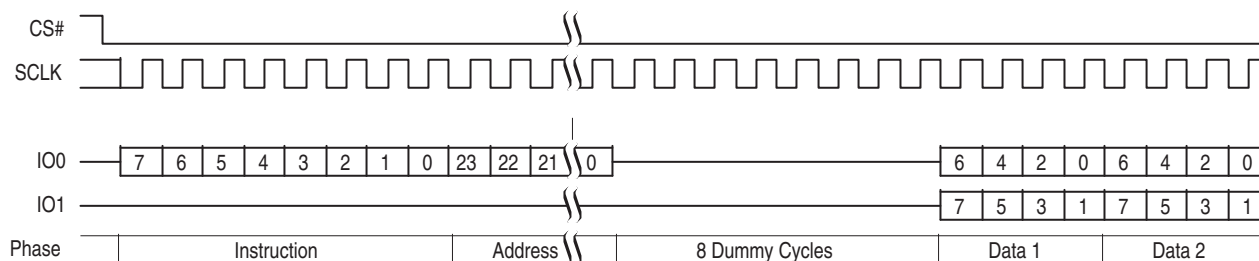 CS#
SCLK
IO0 7 6 5 4 3 2 1 0 23 22 21 0 6 4 2 0 6 4 2 0
IO1 7 5 3 1 7 5 3 1
Phase Instruction Address 8 Dummy Cycles Data 1 Data 2